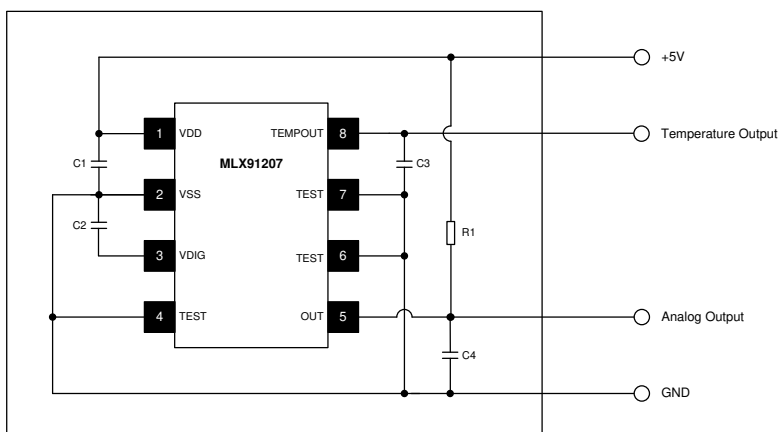 +5V
1 VDD TEMPOUT 8 Temperature Output
MLX91207
C1 C3
2 VSS TEST 7
C2 R1
3 VDIG TEST 6
4 TEST OUT 5 Analog Output
C4
GND